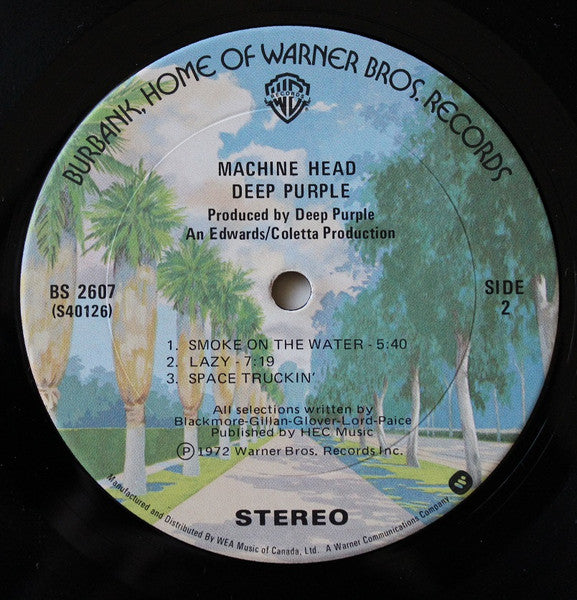 BURBANK, HOME OF WARNER BROS. RECORDS
RECORDS
MACHINE HEAD
DEEP PURPLE
Produced by Deep Purple
An Edwards/Coletta Production
BS 2607
(S40126)
SIDE
2
1. SMOKE ON THE WATER - 5:40
2. LAZY - 7:19
3. SPACE TRUCKIN'
All selections written by
Blackmore-Gillan-Glover-Lord-Paice
Published by HEC Music
Ⓟ 1972 Warner Bros. Records Inc.
STEREO
Manufactured and Distributed By WEA Music of Canada, Ltd. A Warner Communications Company